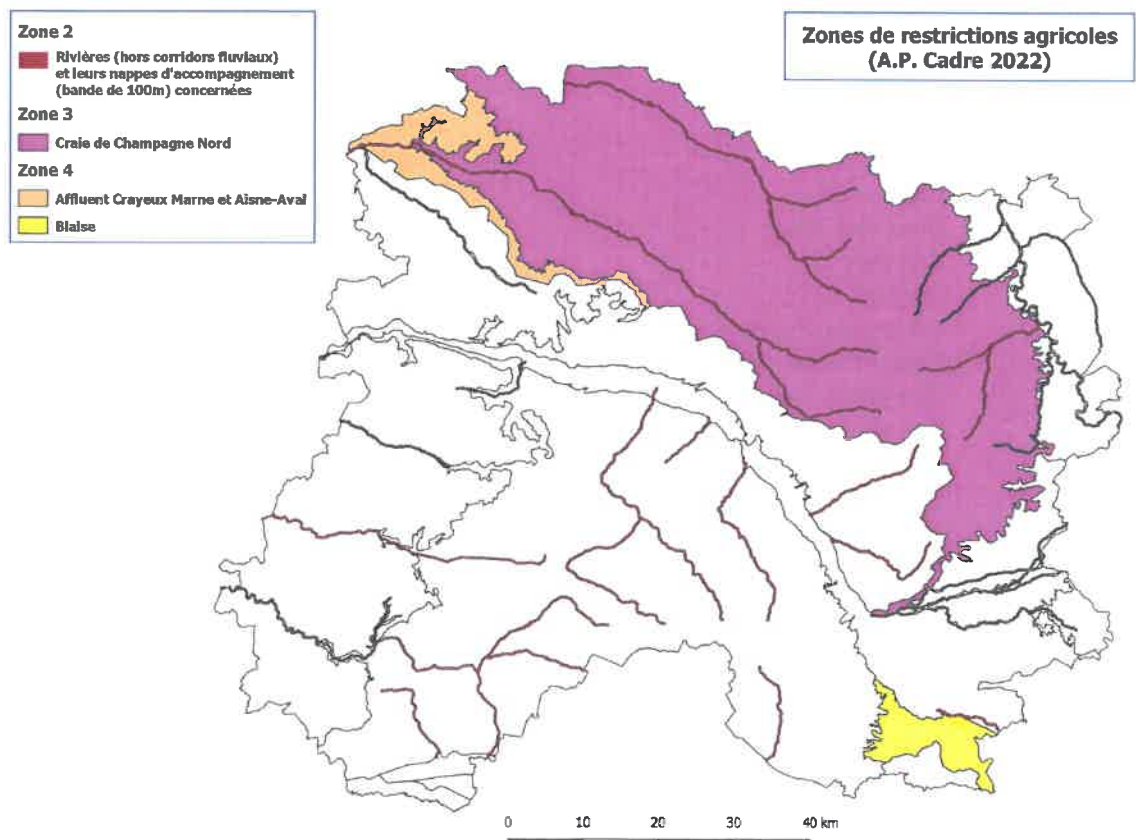 Zone 2
Rivières (hors corridors fluviaux)
et leurs nappes d'accompagnement
(bande de 100m) concernées
Zone 3
Craie de Champagne Nord
Zone 4
Affluent Crayeux Marne et Aisne-Aval
Blaise
Zones de restrictions agricoles
(A.P. Cadre 2022)
0 10 20 30 40 km